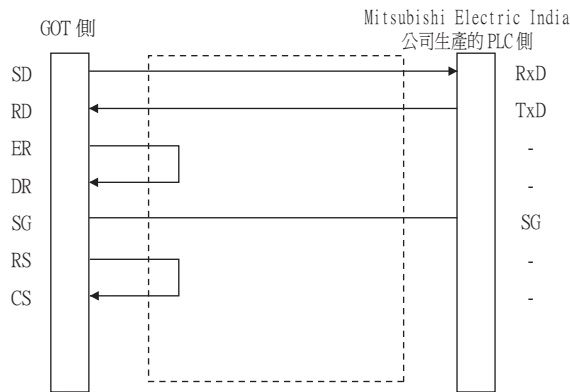 GOT 側
Mitsubishi Electric India
公司生產的 PLC 側
SD RxD
RD TxD
ER -
DR -
SG SG
RS -
CS -